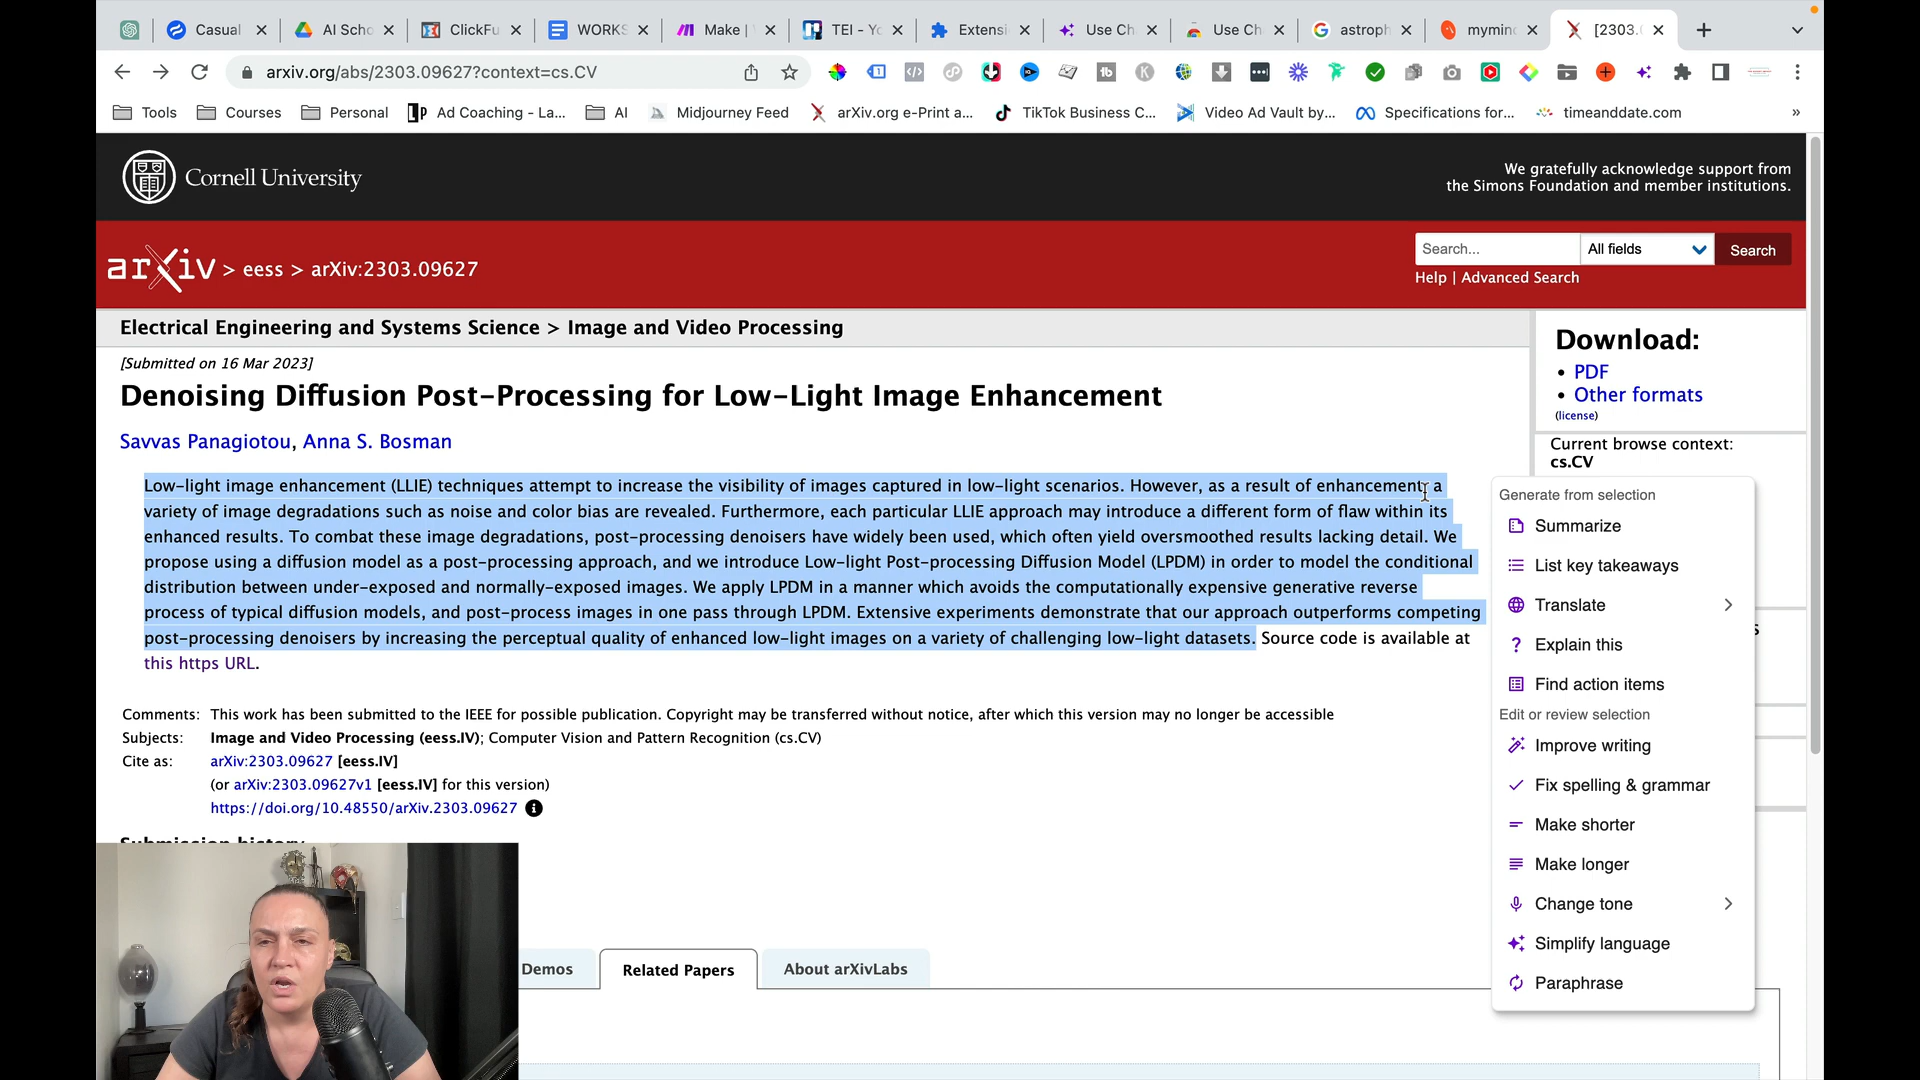 Casual
AI Scho
ClickFu
WORKS
Make |
TEI - Yo
Extensi
Use Ch
Use Ch
astroph
mymind
[2303.
arxiv.org/abs/2303.09627?context=cs.CV
Tools
Courses
Personal
Ad Coaching - La...
AI
Midjourney Feed
arXiv.org e-Print a...
TikTok Business C...
Video Ad Vault by...
Specifications for...
timeanddate.com
»
Cornell University
We gratefully acknowledge support from
the Simons Foundation and member institutions.
arXiv > eess > arXiv:2303.09627
Search...
All fields
Search
Help | Advanced Search
Electrical Engineering and Systems Science > Image and Video Processing
[Submitted on 16 Mar 2023]
Denoising Diffusion Post-Processing for Low-Light Image Enhancement
Savvas Panagiotou, Anna S. Bosman
Low-light image enhancement (LLIE) techniques attempt to increase the visibility of images captured in low-light scenarios. However, as a result of enhancement, a
variety of image degradations such as noise and color bias are revealed. Furthermore, each particular LLIE approach may introduce a different form of flaw within its
enhanced results. To combat these image degradations, post-processing denoisers have widely been used, which often yield oversmoothed results lacking detail. We
propose using a diffusion model as a post-processing approach, and we introduce Low-light Post-processing Diffusion Model (LPDM) in order to model the conditional
distribution between under-exposed and normally-exposed images. We apply LPDM in a manner which avoids the computationally expensive generative reverse
process of typical diffusion models, and post-process images in one pass through LPDM. Extensive experiments demonstrate that our approach outperforms competing
post-processing denoisers by increasing the perceptual quality of enhanced low-light images on a variety of challenging low-light datasets. Source code is available at
this https URL.
Comments: This work has been submitted to the IEEE for possible publication. Copyright may be transferred without notice, after which this version may no longer be accessible
Subjects: Image and Video Processing (eess.IV); Computer Vision and Pattern Recognition (cs.CV)
Cite as: arXiv:2303.09627 [eess.IV]
(or arXiv:2303.09627v1 [eess.IV] for this version)
https://doi.org/10.48550/arXiv.2303.09627
Submission history
Demos
Related Papers
About arXivLabs
Download:
• PDF
• Other formats
(license)
Current browse context:
cs.CV
Generate from selection
Summarize
List key takeaways
Translate
Explain this
Find action items
Edit or review selection
Improve writing
Fix spelling & grammar
Make shorter
Make longer
Change tone
Simplify language
Paraphrase